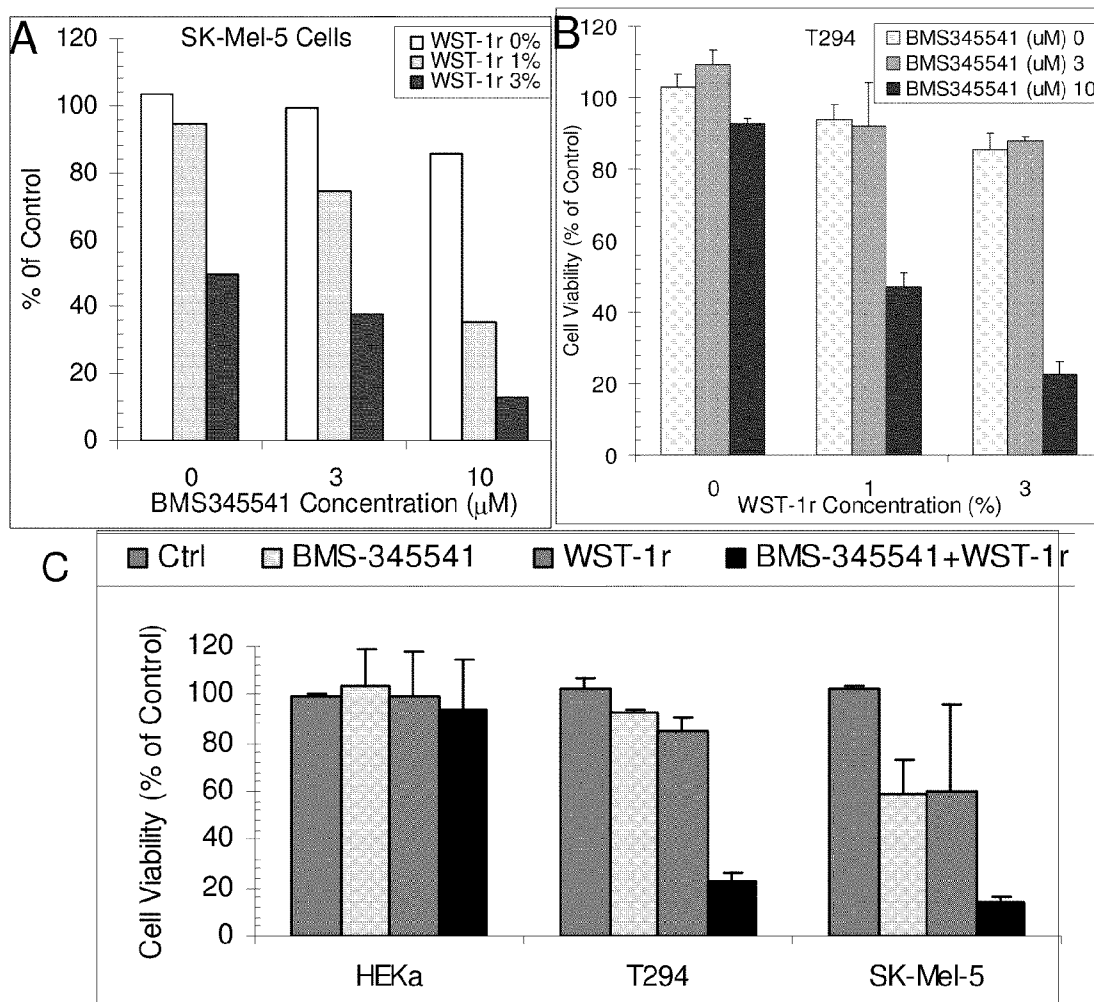 A
SK-Mel-5 Cells
WST-1r 0%
WST-1r 1%
WST-1r 3%
120
100
80
60
40
20
0
% 0f Control
0 3 10
BMS345541 Concentration (μM)
B
T294
BMS345541 (uM) 0
BMS345541 (uM) 3
BMS345541 (uM) 10
120
100
80
60
40
20
0
Cell Viability (% of Control)
0 1 3
WST-1r Concentration (%)
C
Ctrl BMS-345541 WST-1r BMS-345541+WST-1r
120
100
80
60
40
20
0
Cell Viability (% of Control)
HEKa T294 SK-Mel-5